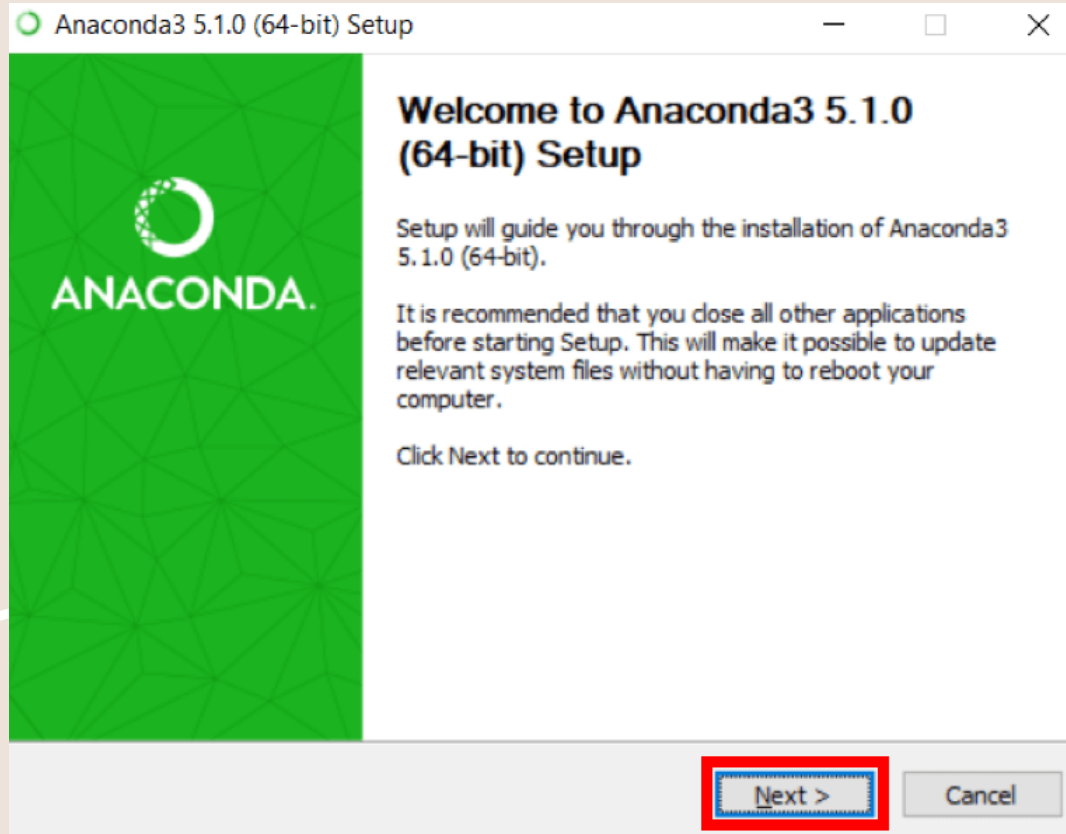 Anaconda3 5.1.0 (64-bit) Setup
ANACONDA.
Welcome to Anaconda3 5.1.0
(64-bit) Setup
Setup will guide you through the installation of Anaconda3
5.1.0 (64-bit).
It is recommended that you close all other applications
before starting Setup. This will make it possible to update
relevant system files without having to reboot your
computer.
Click Next to continue.
Next >
Cancel